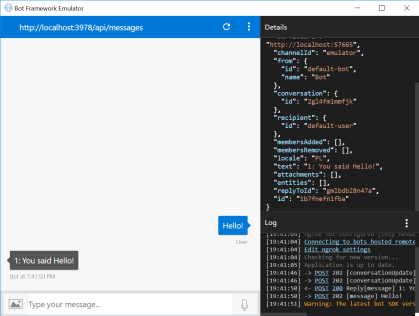 Bot Framework Emulator
http://localhost:3978/api/messages
Details
"http://localhost:57665",
"channelId": "emulator",
"from": {
"id": "default-bot",
"name": "Bot"
},
"conversation": {
"id": "2gl4fm1mmfjk"
},
"recipient": {
"id": "default-user"
},
"membersAdded": [],
"membersRemoved": [],
"locale": "PL",
"text": "1: You said Hello!",
"attachments": [],
"entities": [],
"replyToId": "gmlbdb28n47a",
"id": "1b7fnefn1fba"
}
Hello!
User
1: You said Hello!
Bot at 7:41:50 PM
Type your message...
Log
[19:41:04] ngrok not configured (only needed
[19:41:04] Connecting to bots hosted remote
[19:41:04] Edit ngrok settings
[19:41:04] Checking for new version...
[19:41:05] Application is up to date.
[19:41:46] -> POST 202 [conversationUpdate]
[19:41:46] -> POST 202 [conversationUpdate]
[19:41:50] <- POST 200 Reply[message] 1: Yo
[19:41:50] -> POST 202 [message] Hello!
[19:41:51] Warning: The latest bot SDK vers